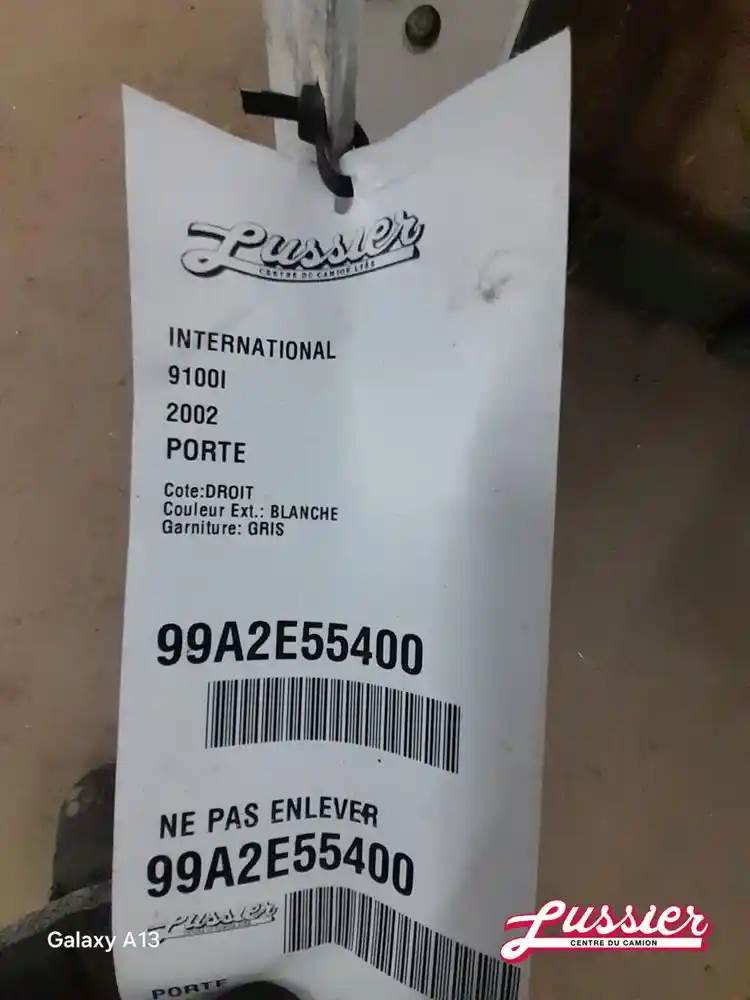 Lussier
CENTRE DU CAMION LTÉE
INTERNATIONAL
9100I
2002
PORTE
Cote:DROIT
Couleur Ext.: BLANCHE
Garniture: GRIS
99A2E55400
NE PAS ENLEVER
99A2E55400
Lussier
PORTE
Galaxy A13
Lussier
CENTRE DU CAMION